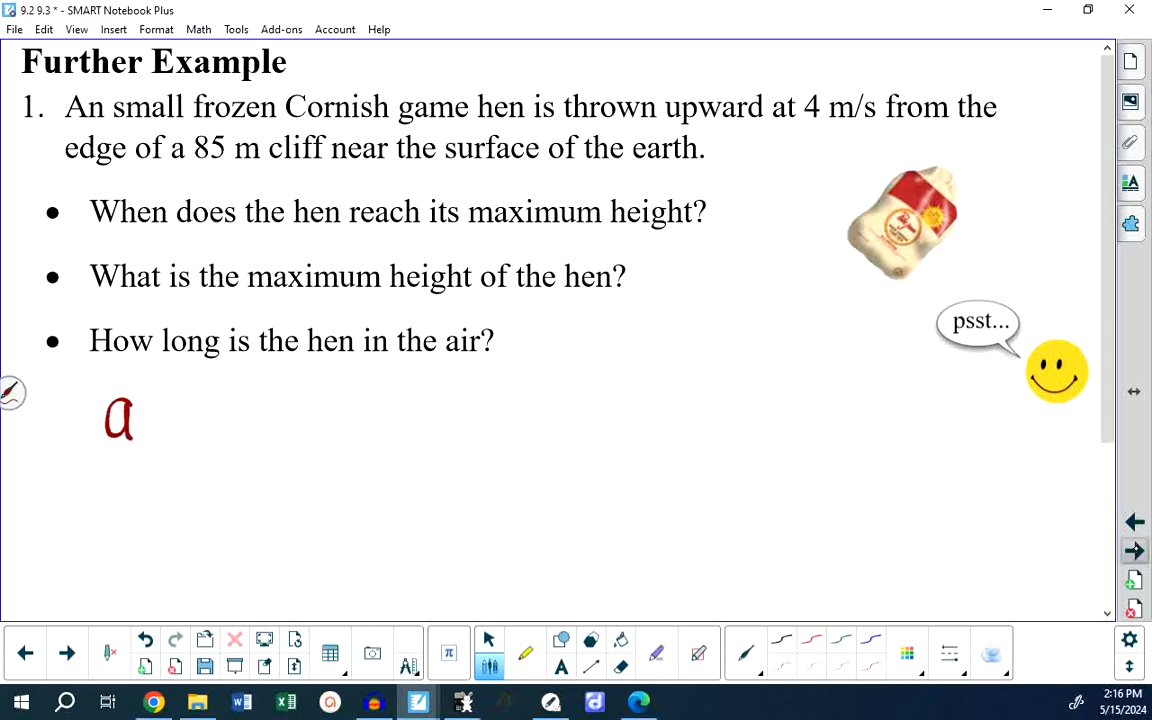 9.2 9.3 * - SMART Notebook Plus
File Edit View Insert Format Math Tools Add-ons Account Help
Further Example
1. An small frozen Cornish game hen is thrown upward at 4 m/s from the
edge of a 85 m cliff near the surface of the earth.
• When does the hen reach its maximum height?
• What is the maximum height of the hen?
• How long is the hen in the air?
psst...
a
2:16 PM
5/15/2024